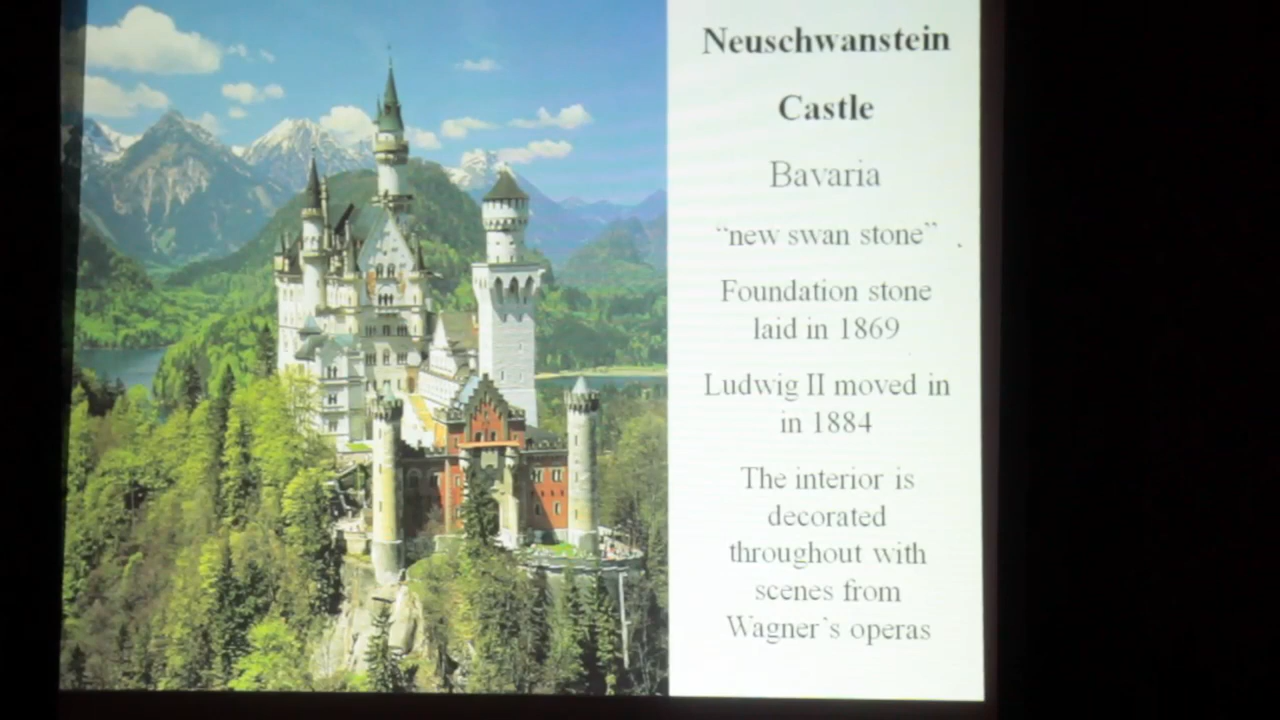 Neuschwanstein
Castle
Bavaria
“new swan stone”
Foundation stone
laid in 1869
Ludwig II moved in
in 1884
The interior is
decorated
throughout with
scenes from
Wagner’s operas